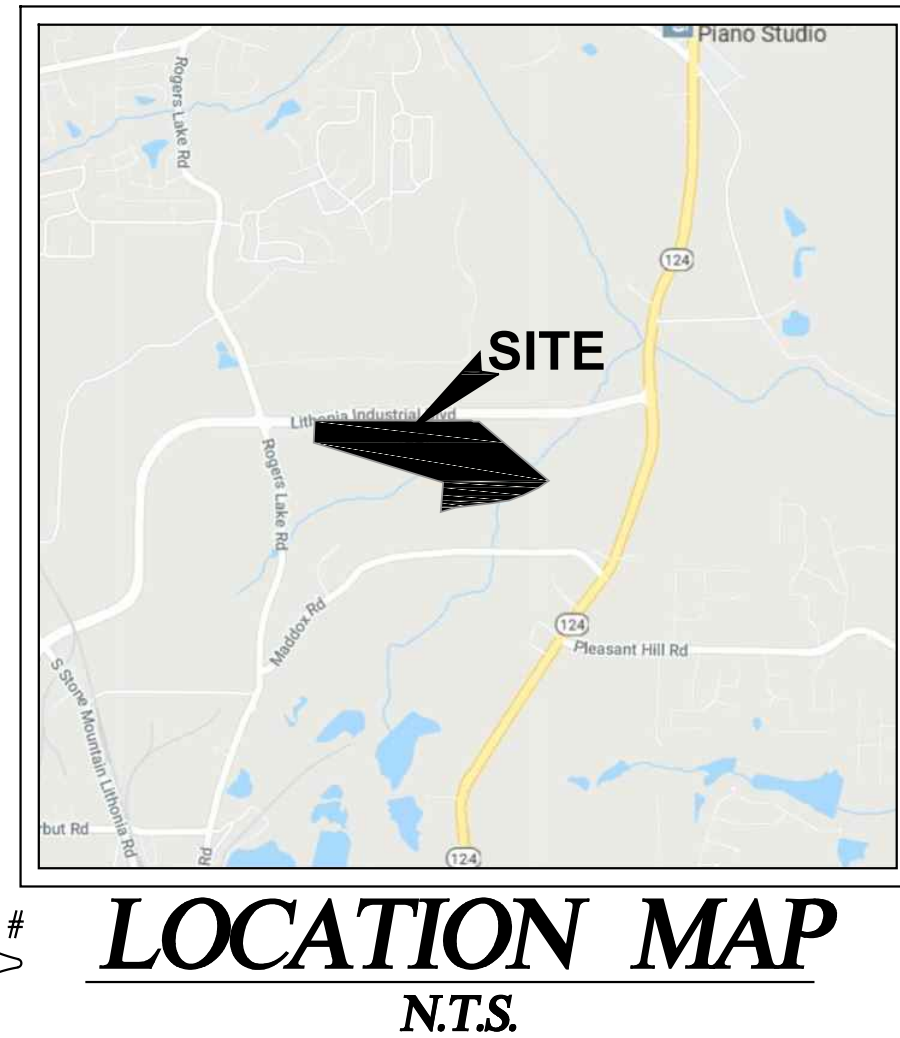 Piano Studio
Rogers Lake Rd
124
SITE
Lithonia Industrial Blvd
Rogers Lake Rd
Maddox Rd
124
Pleasant Hill Rd
S Stone Mountain Lithonia Rd
rbut Rd
Rd
124
#
LOCATION MAP
N.T.S.